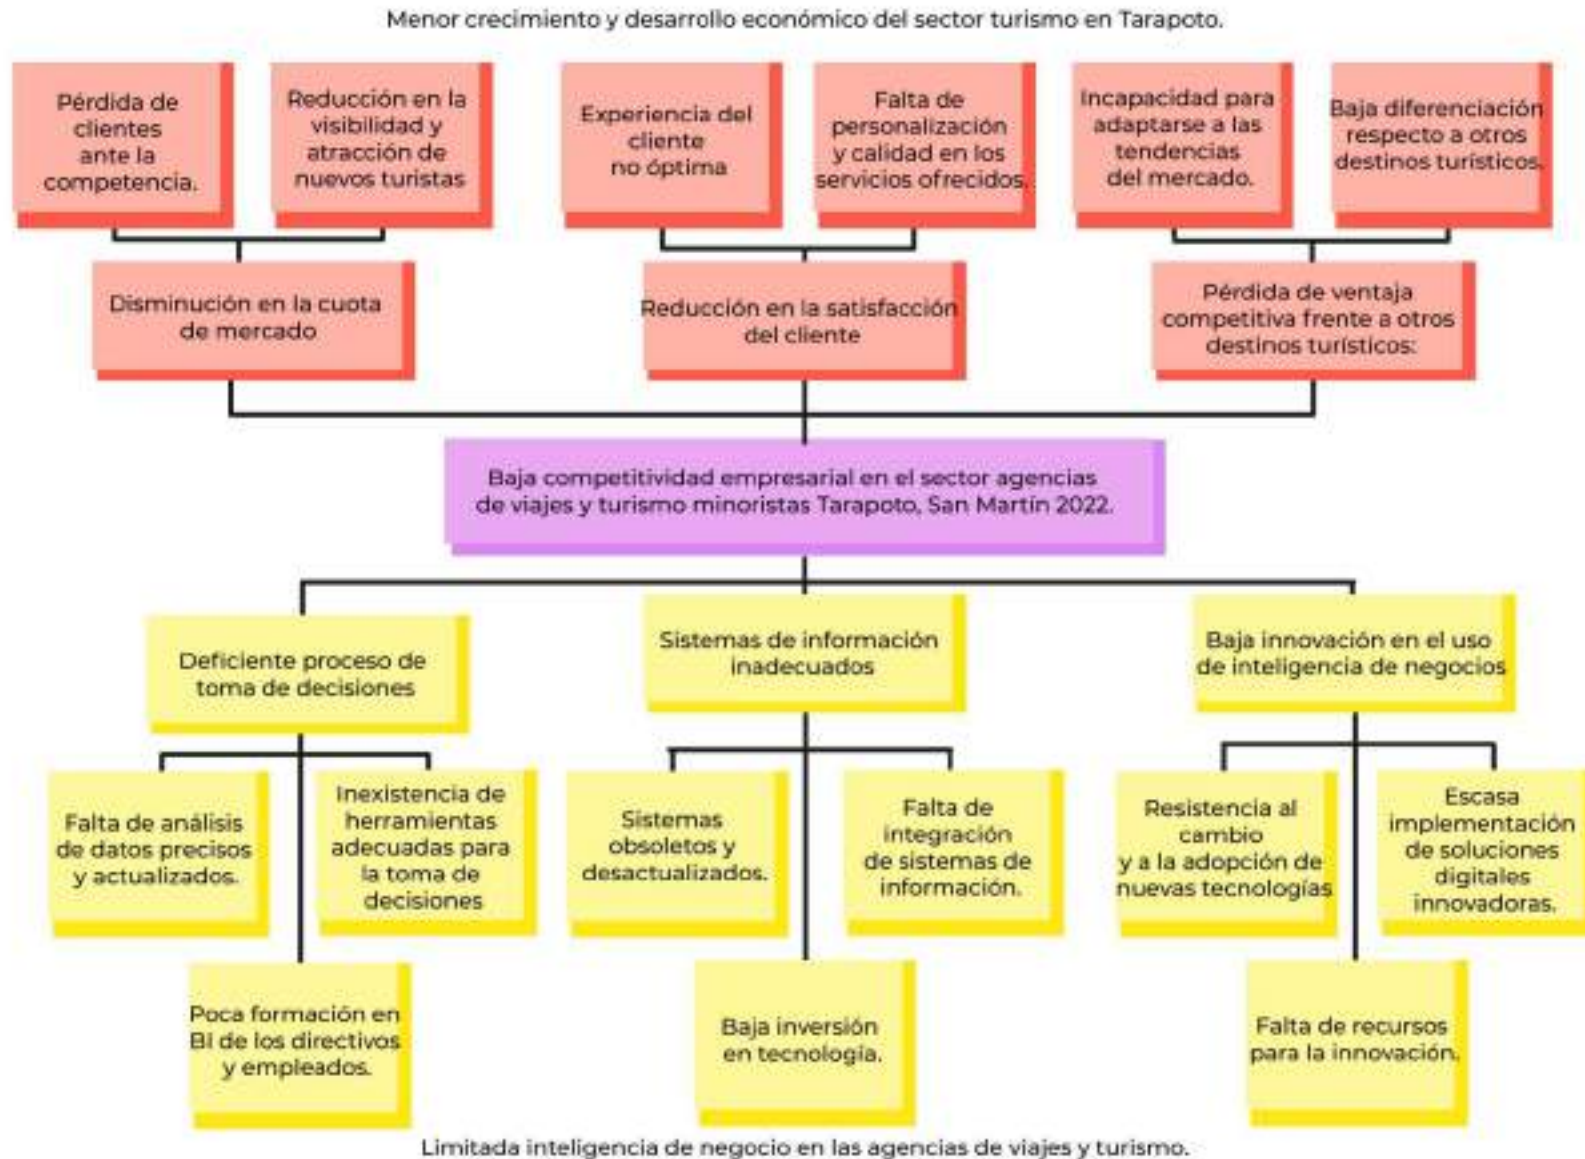 Menor crecimiento y desarrollo económico del sector turismo en Tarapoto.
Pérdida de
clientes
ante la
competencia.
Reducción en la
visibilidad y
atracción de
nuevos turistas
Experiencia del
cliente
no óptima
Falta de
personalización
y calidad en los
servicios ofrecidos.
Incapacidad para
adaptarse a las
tendencias
del mercado.
Baja diferenciación
respecto a otros
destinos turísticos.
Disminución en la cuota
de mercado
Reducción en la satisfacción
del cliente
Pérdida de ventaja
competitiva frente a otros
destinos turísticos:
Baja competitividad empresarial en el sector agencias
de viajes y turismo minoristas Tarapoto, San Martín 2022.
Deficiente proceso de
toma de decisiones
Sistemas de información
inadecuados
Baja innovación en el uso
de inteligencia de negocios
Falta de análisis
de datos precisos
y actualizados.
Inexistencia de
herramientas
adecuadas para
la toma de
decisiones
Sistemas
obsoletos y
desactualizados.
Falta de
integración
de sistemas de
información.
Resistencia al
cambio
y a la adopción de
nuevas tecnologías
Escasa
implementación
de soluciones
digitales
innovadoras.
Poca formación en
BI de los directivos
y empleados.
Baja inversión
en tecnología.
Falta de recursos
para la innovación.
Limitada inteligencia de negocio en las agencias de viajes y turismo.